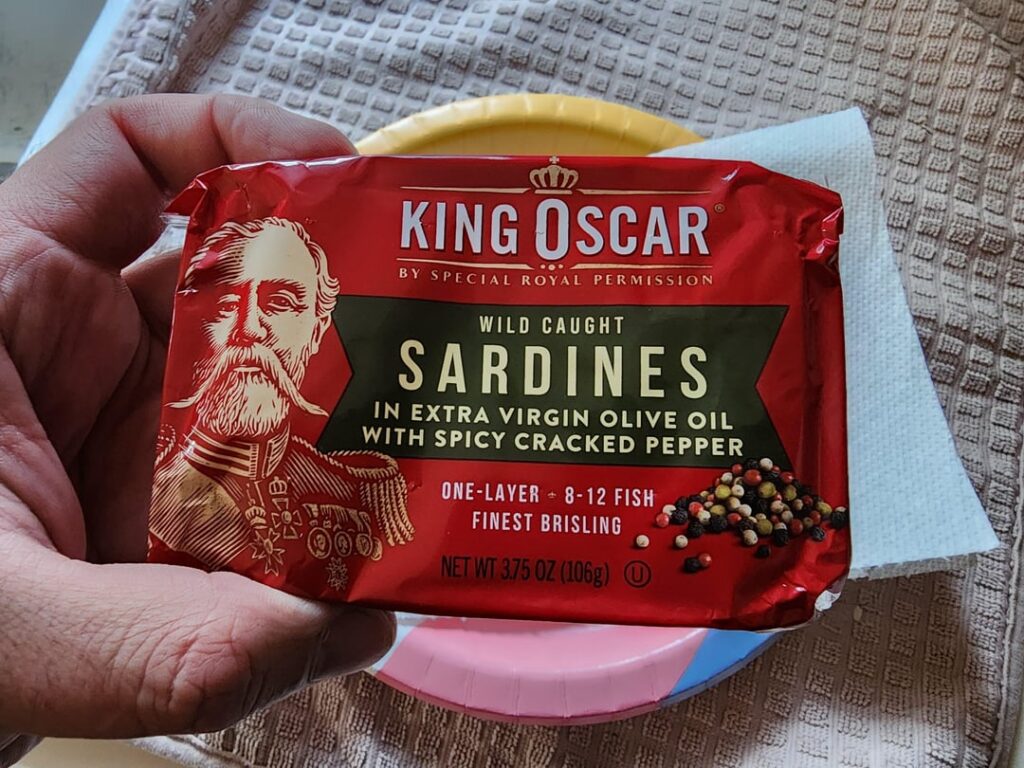 KING OSCAR®
BY SPECIAL ROYAL PERMISSION
WILD CAUGHT
SARDINES
IN EXTRA VIRGIN OLIVE OIL
WITH SPICY CRACKED PEPPER
ONE-LAYER + 8-12 FISH
FINEST BRISLING
NET WT 3.75 OZ (106g) Ⓤ